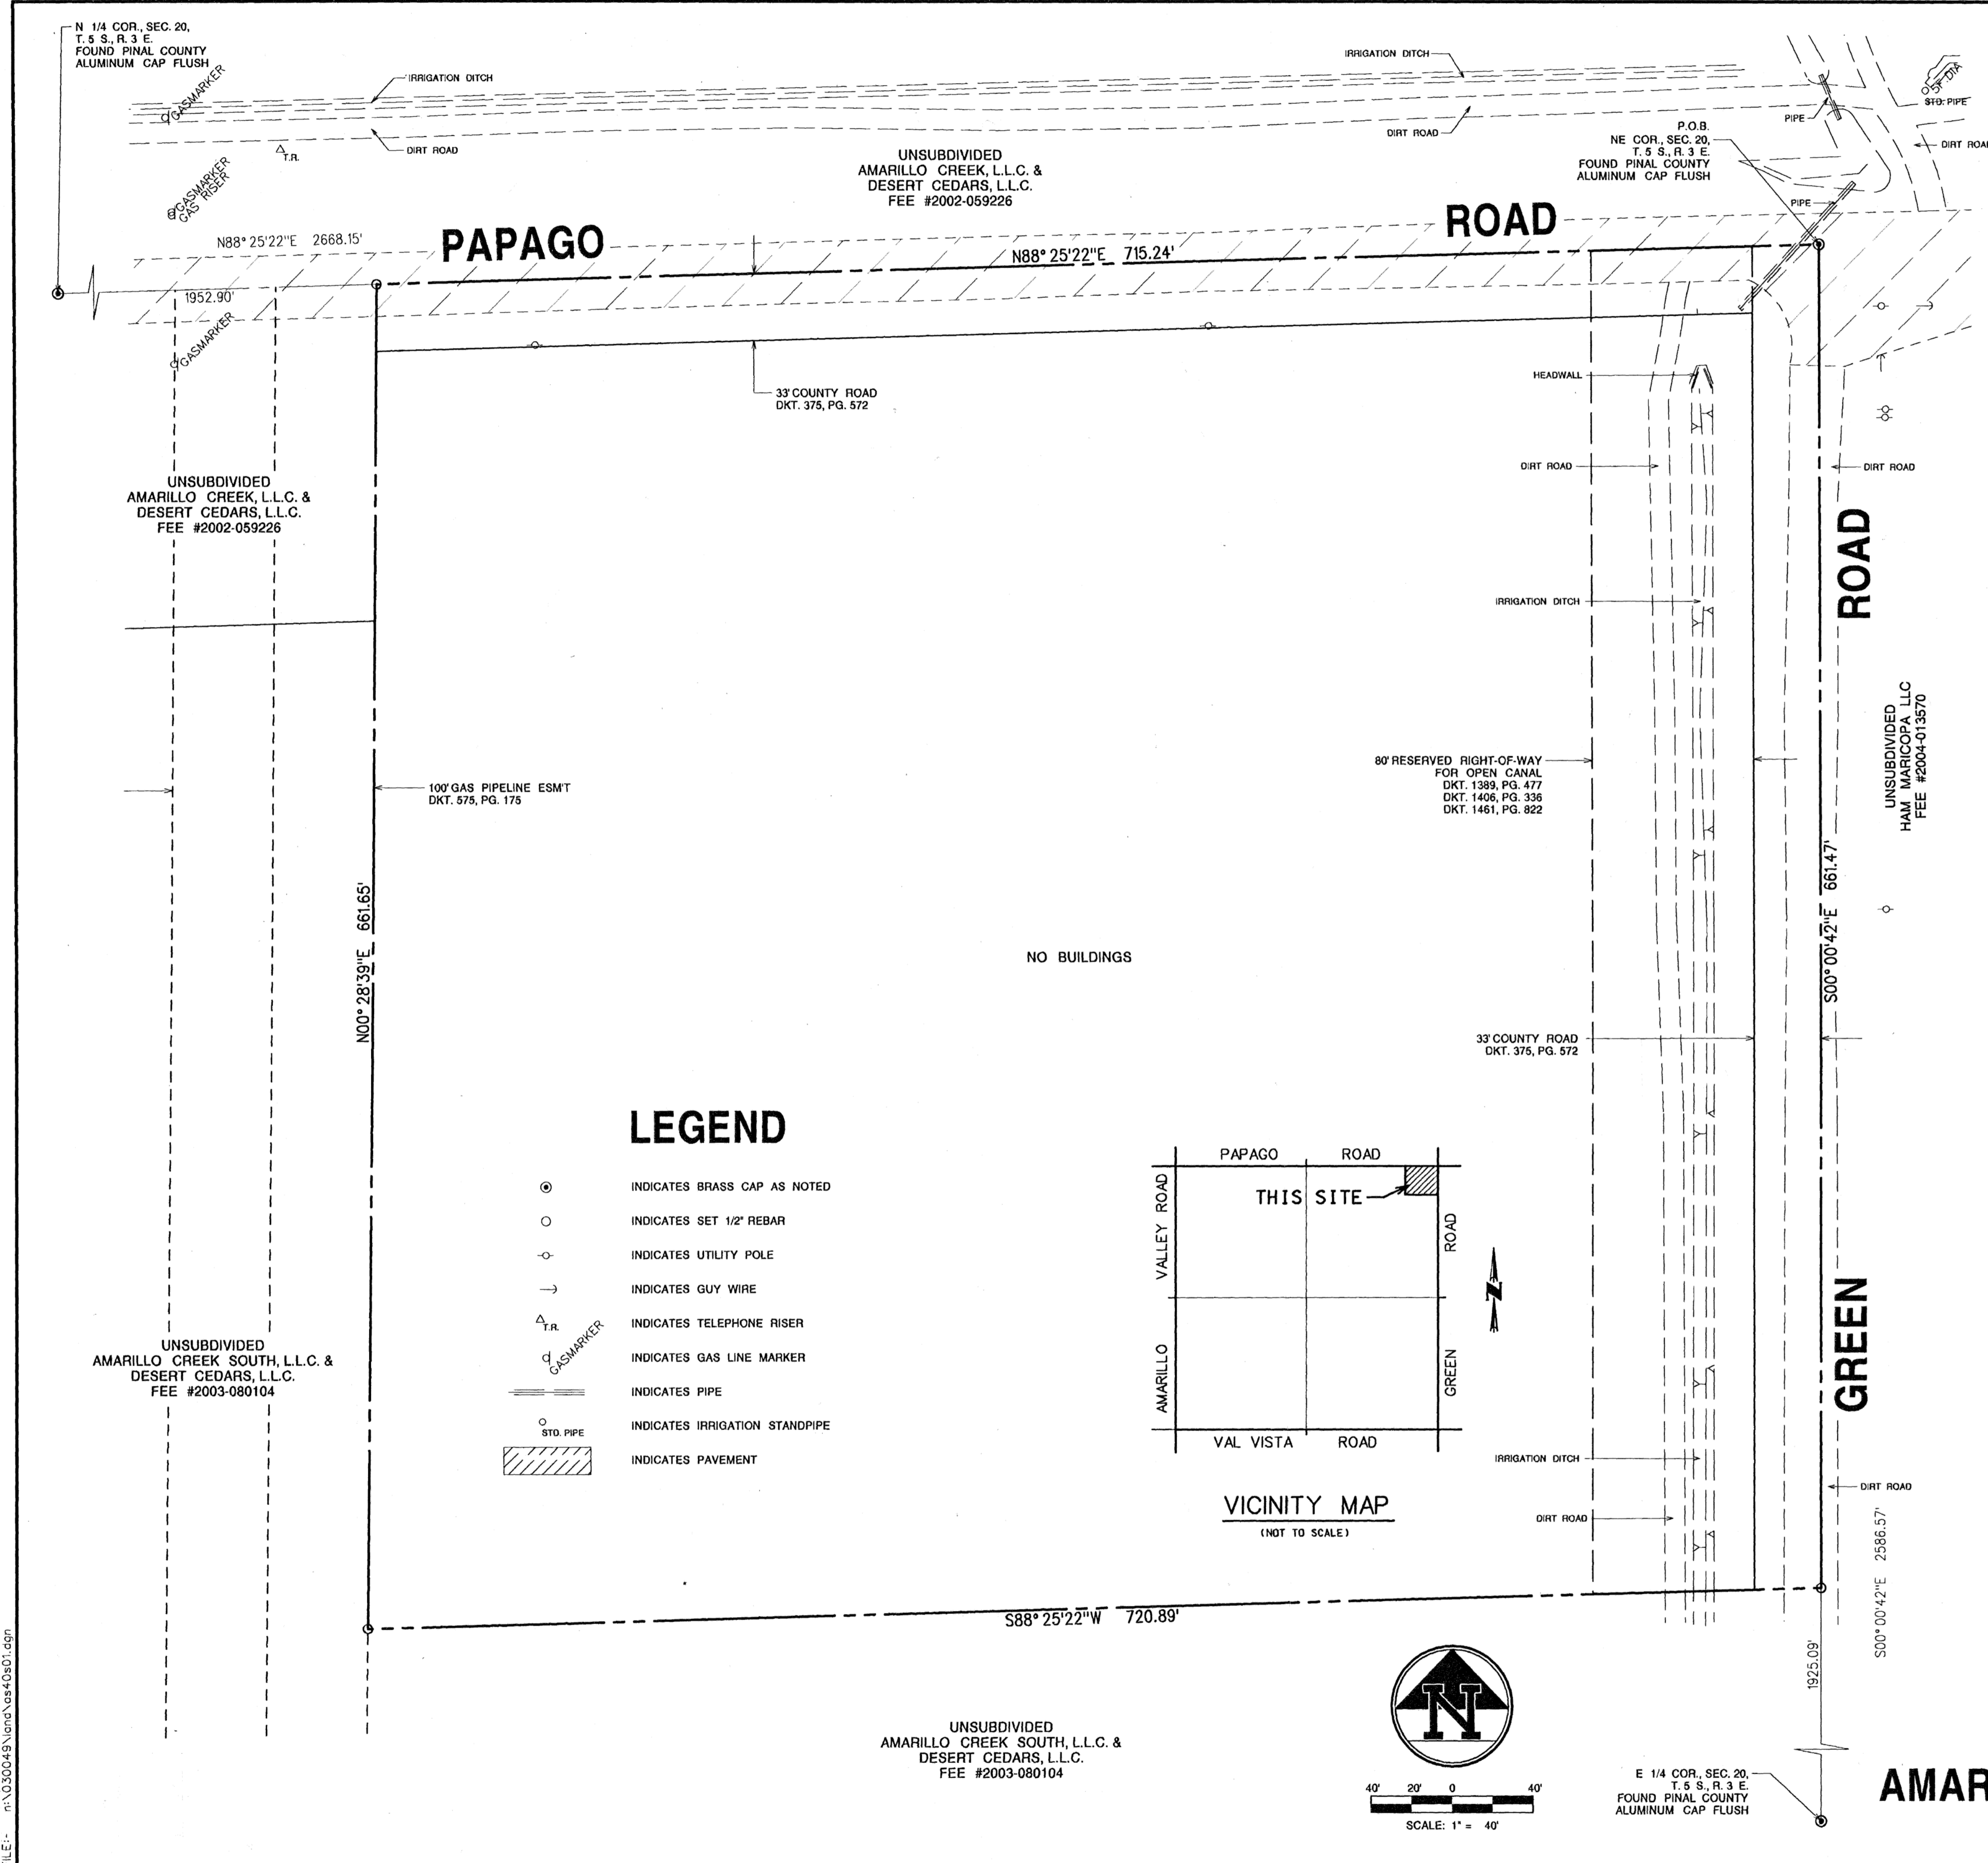 N 1/4 COR., SEC. 20,
T. 5 S., R. 3 E.
FOUND PINAL COUNTY
ALUMINUM CAP FLUSH
GASMARKER
IRRIGATION DITCH
DIRT ROAD
T.R.
GASMARKER
GAS RISER
IRRIGATION DITCH
DIRT ROAD
UNSUBDIVIDED
AMARILLO CREEK, L.L.C. &
DESERT CEDARS, L.L.C.
FEE #2002-059226
PIPE
5' DIA
STD. PIPE
DIRT ROAD
P.O.B.
NE COR., SEC. 20,
T. 5 S., R. 3 E.
FOUND PINAL COUNTY
ALUMINUM CAP FLUSH
PIPE
N88° 25'22"E 2668.15'
PAPAGO ROAD
N88° 25'22"E 715.24'
1952.90'
GASMARKER
33' COUNTY ROAD
DKT. 375, PG. 572
HEADWALL
DIRT ROAD
DIRT ROAD
UNSUBDIVIDED
AMARILLO CREEK, L.L.C. &
DESERT CEDARS, L.L.C.
FEE #2002-059226
GREEN ROAD
IRRIGATION DITCH
UNSUBDIVIDED
HAM MARICOPA LLC
FEE #2004-013570
100' GAS PIPELINE ESM'T
DKT. 575, PG. 175
80' RESERVED RIGHT-OF-WAY
FOR OPEN CANAL
DKT. 1389, PG. 477
DKT. 1406, PG. 336
DKT. 1461, PG. 822
N00° 28'39"E 661.65'
S00° 00'42"E 661.47'
NO BUILDINGS
33' COUNTY ROAD
DKT. 375, PG. 572
LEGEND
INDICATES BRASS CAP AS NOTED
INDICATES SET 1/2" REBAR
INDICATES UTILITY POLE
INDICATES GUY WIRE
T.R. INDICATES TELEPHONE RISER
GASMARKER INDICATES GAS LINE MARKER
INDICATES PIPE
STD. PIPE INDICATES IRRIGATION STANDPIPE
INDICATES PAVEMENT
PAPAGO ROAD
THIS SITE
AMARILLO VALLEY ROAD
GREEN ROAD
N
VAL VISTA ROAD
VICINITY MAP
(NOT TO SCALE)
UNSUBDIVIDED
AMARILLO CREEK SOUTH, L.L.C. &
DESERT CEDARS, L.L.C.
FEE #2003-080104
IRRIGATION DITCH
DIRT ROAD
DIRT ROAD
S00° 00'42"E 2586.57'
S88° 25'22"W 720.89'
1925.09'
UNSUBDIVIDED
AMARILLO CREEK SOUTH, L.L.C. &
DESERT CEDARS, L.L.C.
FEE #2003-080104
N
40' 20' 0 40'
SCALE: 1" = 40'
E 1/4 COR., SEC. 20,
T. 5 S., R. 3 E.
FOUND PINAL COUNTY
ALUMINUM CAP FLUSH
AMAR
n:\030049\land\as40s01.dgn